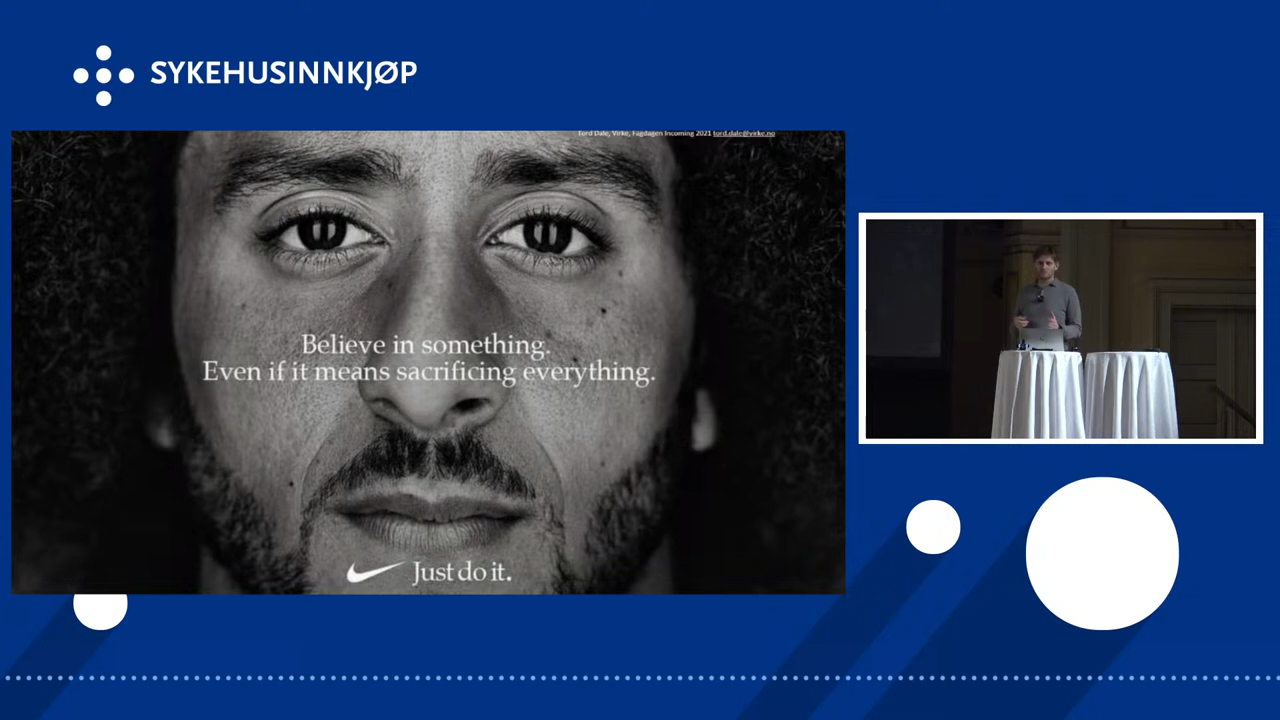 SYKEHUSINNKJØP
Tord Dale, Virke, Fagdagen Incoming 2021 tord.dale@virke.no
Believe in something.
Even if it means sacrificing everything.
Just do it.